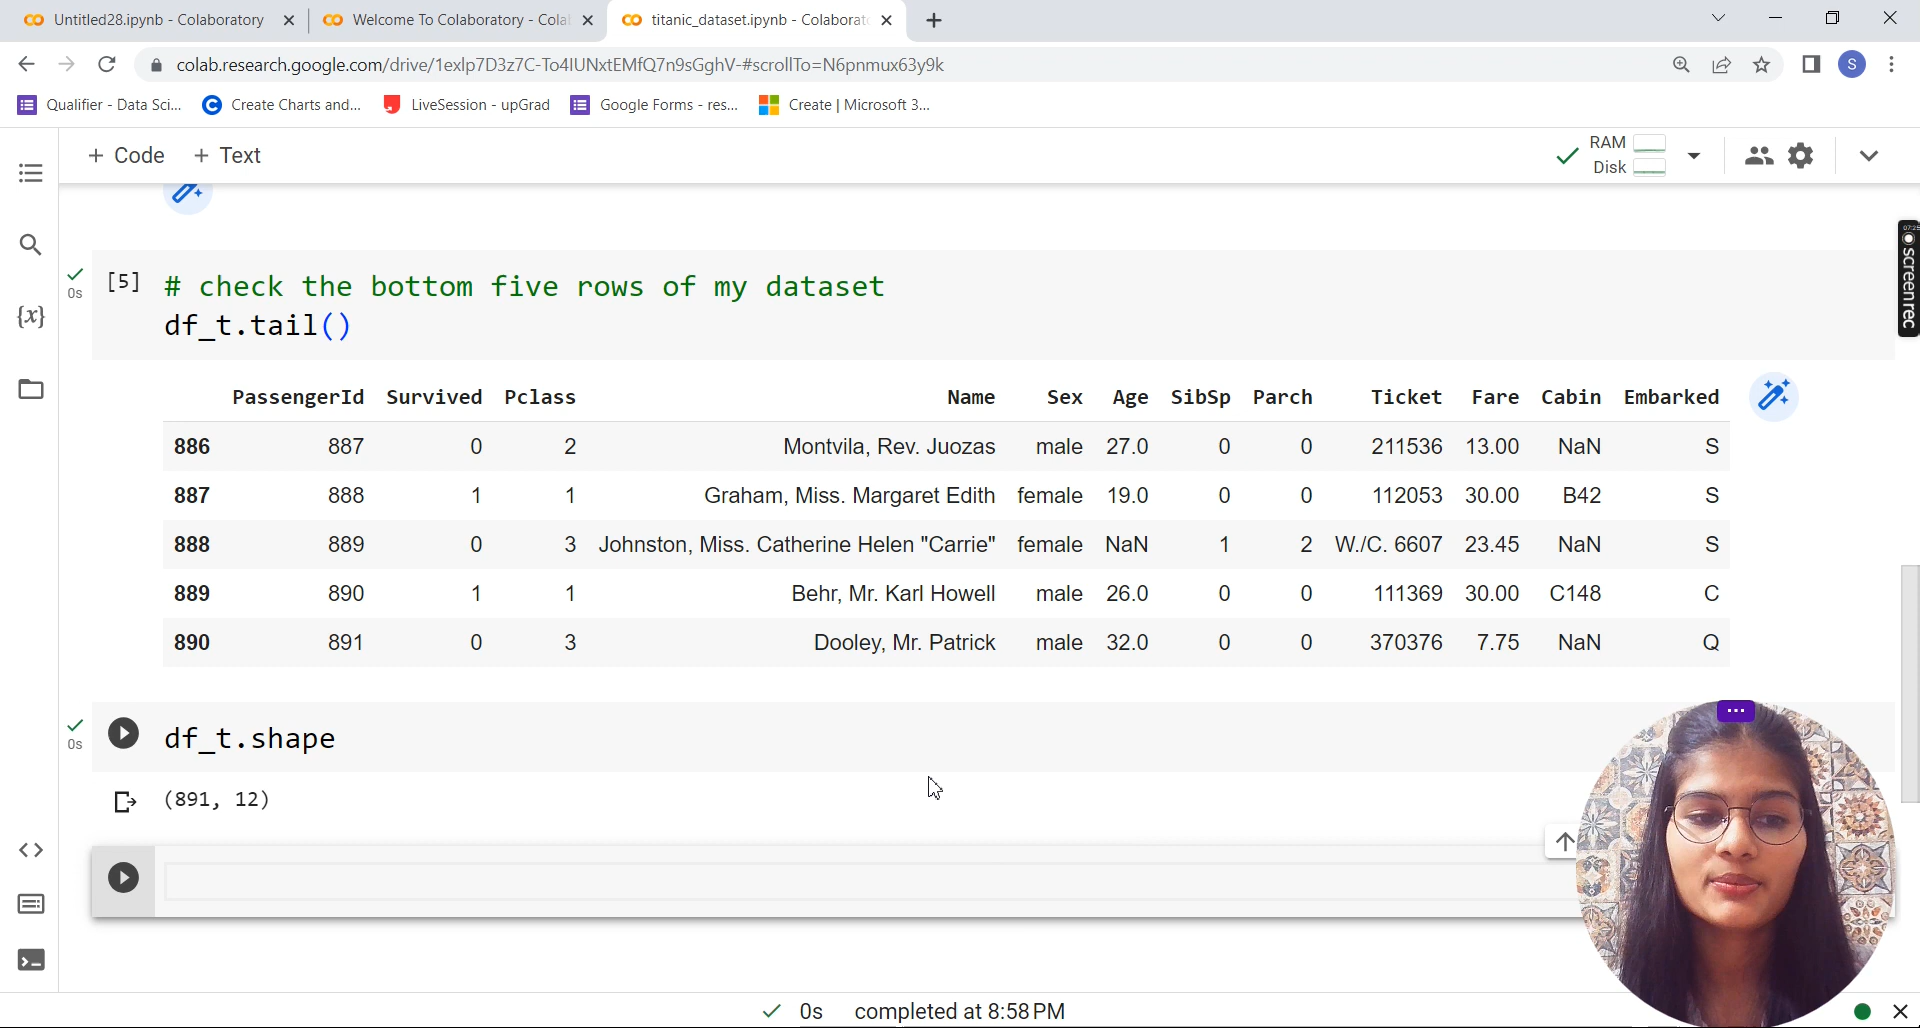 Untitled28.ipynb - Colaboratory
Welcome To Colaboratory - Cola
titanic_dataset.ipynb - Colaborat
colab.research.google.com/drive/1exlp7D3z7C-To4IUNxtEMfQ7n9sGghV-#scrollTo=N6pnmux63y9k
S
Qualifier - Data Sci...
Create Charts and...
LiveSession - upGrad
Google Forms - res...
Create | Microsoft 3...
+ Code + Text
RAM
Disk
07:25
screenrec
{x}
0s
[5] # check the bottom five rows of my dataset
df_t.tail()
PassengerId Survived Pclass Name Sex Age SibSp Parch Ticket Fare Cabin Embarked
886 887 0 2 Montvila, Rev. Juozas male 27.0 0 0 211536 13.00 NaN S
887 888 1 1 Graham, Miss. Margaret Edith female 19.0 0 0 112053 30.00 B42 S
888 889 0 3 Johnston, Miss. Catherine Helen "Carrie" female NaN 1 2 W./C. 6607 23.45 NaN S
889 890 1 1 Behr, Mr. Karl Howell male 26.0 0 0 111369 30.00 C148 C
890 891 0 3 Dooley, Mr. Patrick male 32.0 0 0 370376 7.75 NaN Q
0s
df_t.shape
(891, 12)
0s completed at 8:58 PM